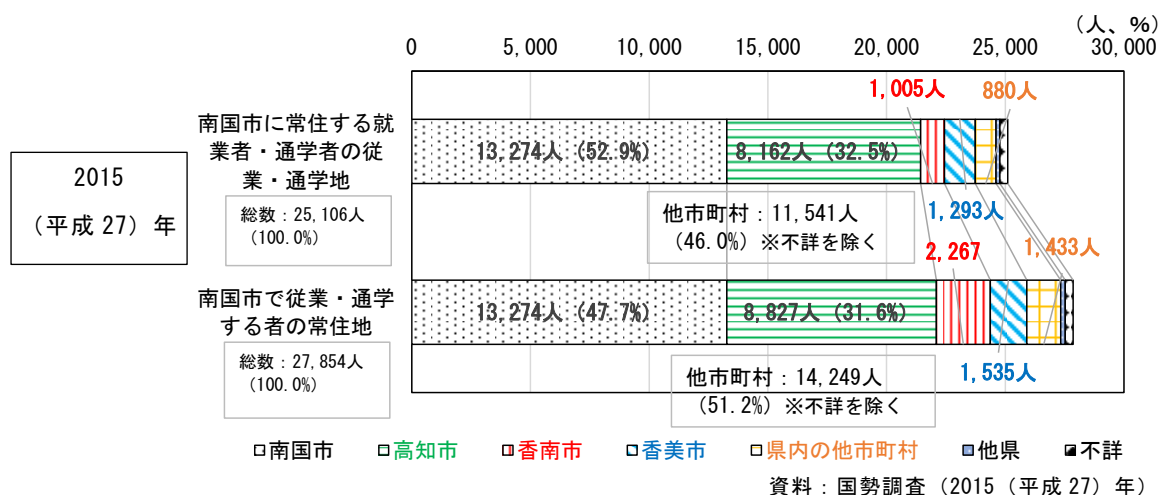 （人、%）
0 5,000 10,000 15,000 20,000 25,000 30,000
2015
（平成 27）年
南国市に常住する就
業者・通学者の従
業・通学地
総数：25,106人
（100.0%）
13,274人（52.9%）
8,162人（32.5%）
1,005人
880人
1,293人
他市町村：11,541人
（46.0%）※不詳を除く
2,267
1,433人
南国市で従業・通学
する者の常住地
総数：27,854人
（100.0%）
13,274人（47.7%）
8,827人（31.6%）
1,535人
他市町村：14,249人
（51.2%）※不詳を除く
南国市 高知市 香南市 香美市 県内の他市町村 他県 不詳
資料：国勢調査（2015（平成 27）年）